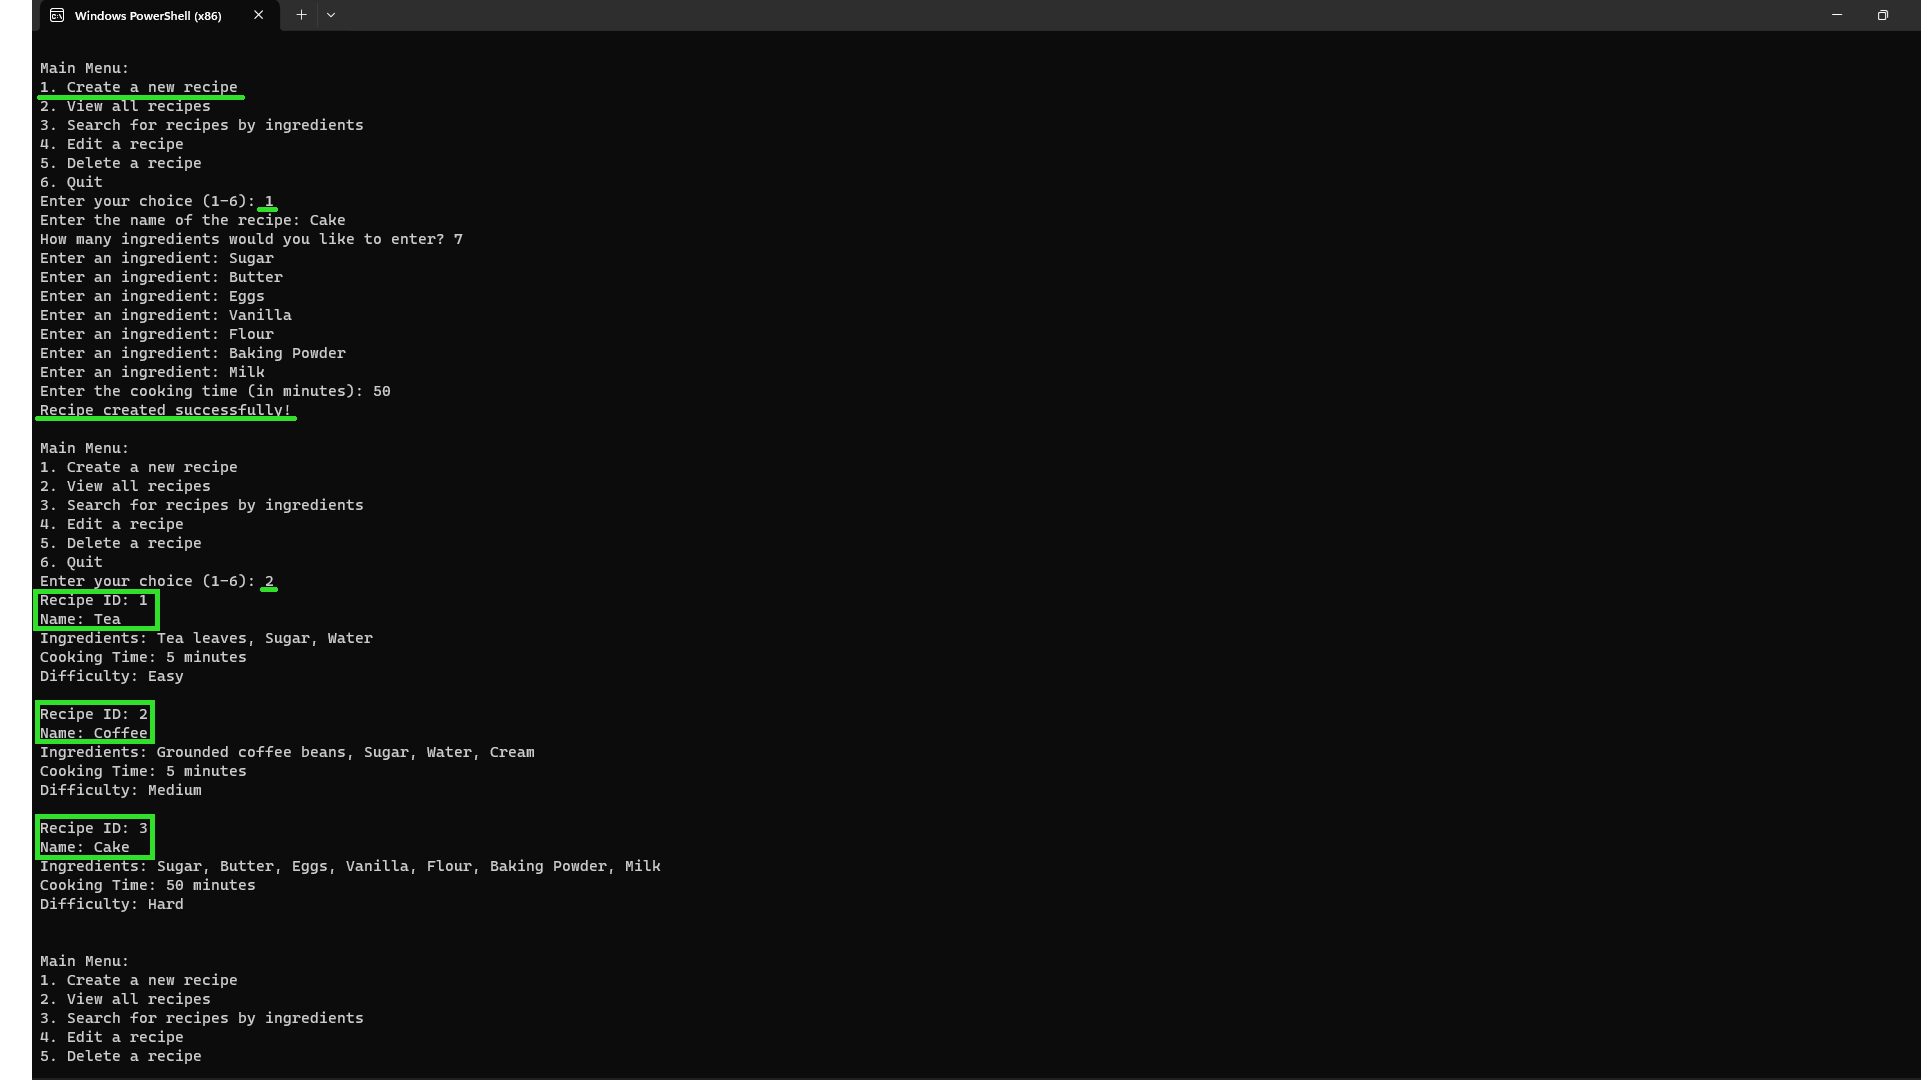 Windows PowerShell (x86)
Main Menu:
1. Create a new recipe
2. View all recipes
3. Search for recipes by ingredients
4. Edit a recipe
5. Delete a recipe
6. Quit
Enter your choice (1-6): 1
Enter the name of the recipe: Cake
How many ingredients would you like to enter? 7
Enter an ingredient: Sugar
Enter an ingredient: Butter
Enter an ingredient: Eggs
Enter an ingredient: Vanilla
Enter an ingredient: Flour
Enter an ingredient: Baking Powder
Enter an ingredient: Milk
Enter the cooking time (in minutes): 50
Recipe created successfully!
Main Menu:
1. Create a new recipe
2. View all recipes
3. Search for recipes by ingredients
4. Edit a recipe
5. Delete a recipe
6. Quit
Enter your choice (1-6): 2
Recipe ID: 1
Name: Tea
Ingredients: Tea leaves, Sugar, Water
Cooking Time: 5 minutes
Difficulty: Easy
Recipe ID: 2
Name: Coffee
Ingredients: Grounded coffee beans, Sugar, Water, Cream
Cooking Time: 5 minutes
Difficulty: Medium
Recipe ID: 3
Name: Cake
Ingredients: Sugar, Butter, Eggs, Vanilla, Flour, Baking Powder, Milk
Cooking Time: 50 minutes
Difficulty: Hard
Main Menu:
1. Create a new recipe
2. View all recipes
3. Search for recipes by ingredients
4. Edit a recipe
5. Delete a recipe